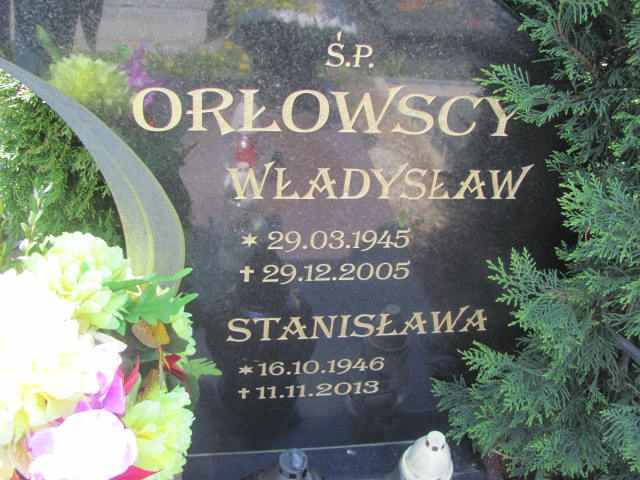 Ś.P.
ORŁOWSCY
WŁADYSŁAW
* 29.03.1945
✝ 29.12.2005
STANISŁAWA
* 16.10.1946
✝ 11.11.2013